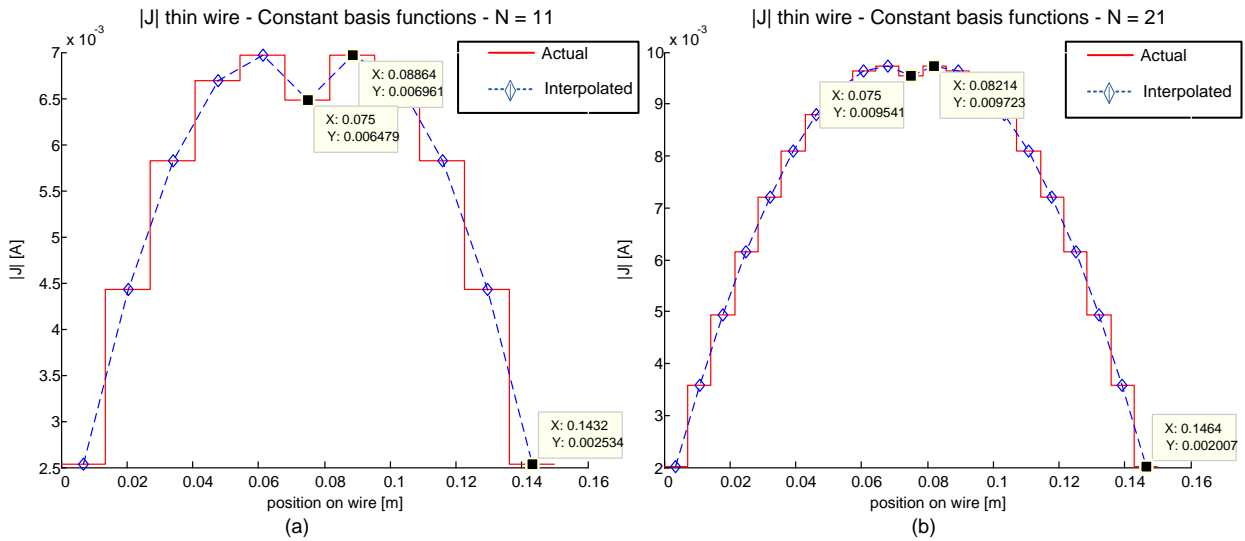 |J| thin wire - Constant basis functions - N = 11
x 10⁻³
7
6.5
6
5.5
5
4.5
4
3.5
3
2.5
|J| [A]
Actual
Interpolated
X: 0.08864
Y: 0.006961
X: 0.075
Y: 0.006479
X: 0.1432
Y: 0.002534
0 0.02 0.04 0.06 0.08 0.1 0.12 0.14 0.16
position on wire [m]
(a)
|J| thin wire - Constant basis functions - N = 21
x 10⁻³
10
9
8
7
6
5
4
3
2
|J| [A]
Actual
Interpolated
X: 0.075
Y: 0.009541
X: 0.08214
Y: 0.009723
X: 0.1464
Y: 0.002007
0 0.02 0.04 0.06 0.08 0.1 0.12 0.14 0.16
position on wire [m]
(b)